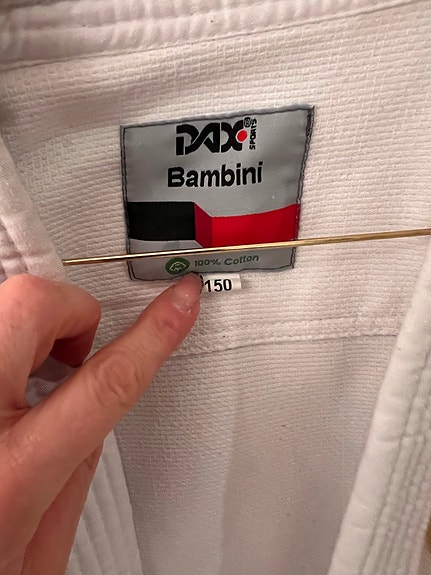 DAX® SPORTS
Bambini
100% Cotton
150